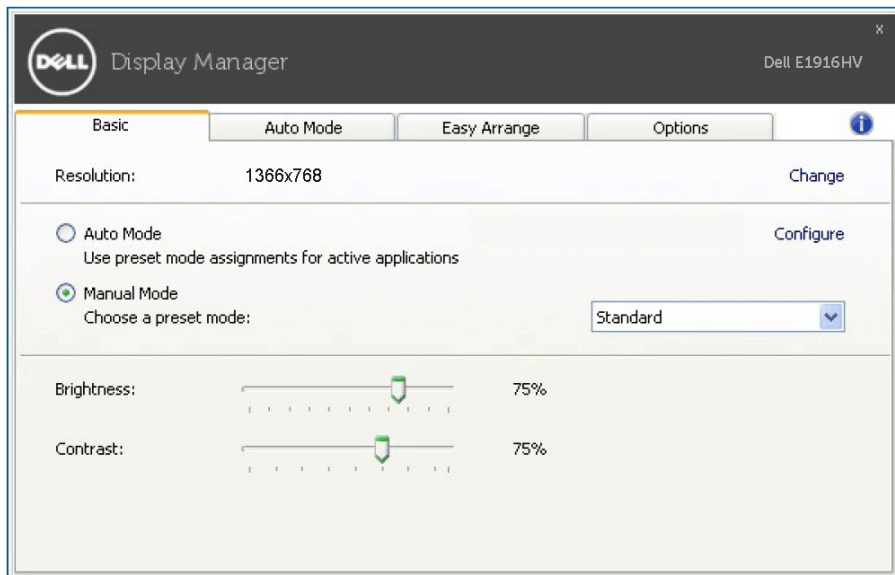 x
DELL Display Manager Dell E1916HV
Basic Auto Mode Easy Arrange Options i
Resolution: 1366x768 Change
Auto Mode Configure
Use preset mode assignments for active applications
Manual Mode
Choose a preset mode: Standard
Brightness: 75%
Contrast: 75%